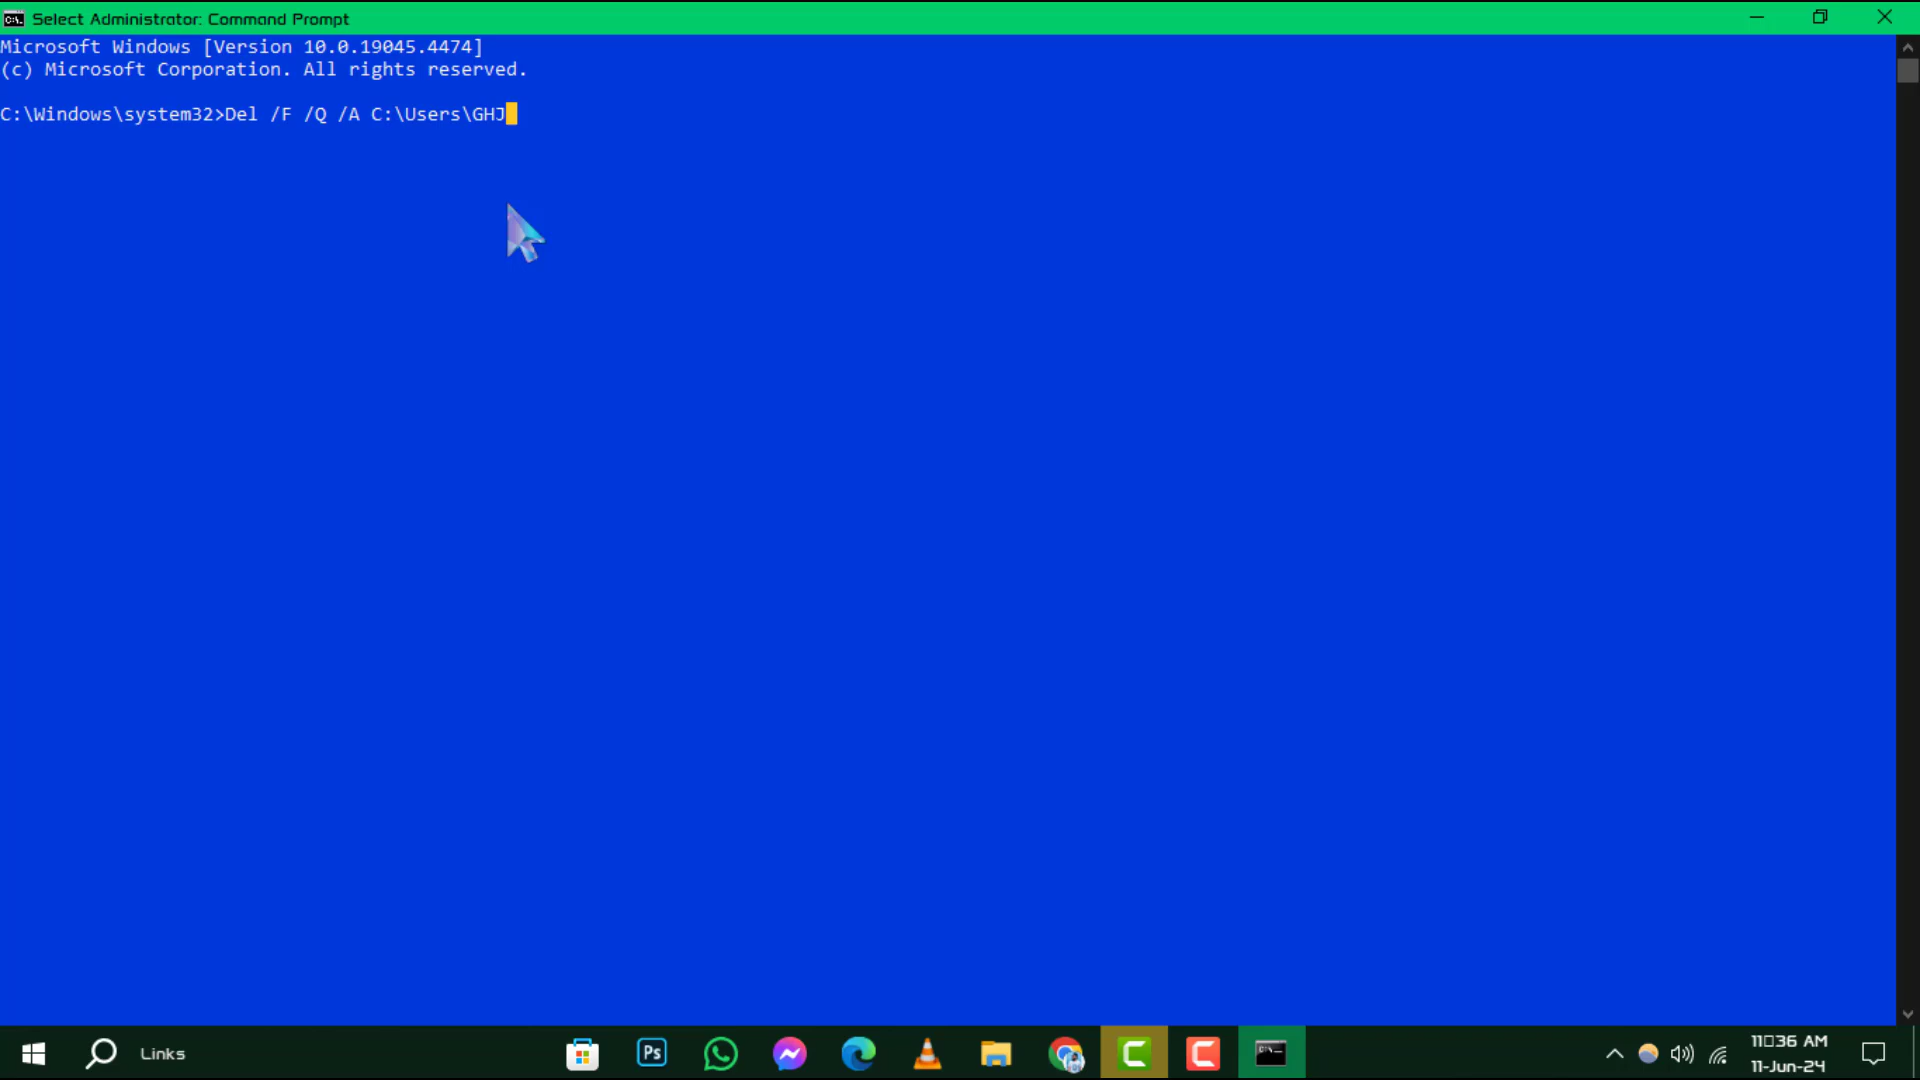 Select Administrator: Command Prompt
Microsoft Windows [Version 10.0.19045.4474]
(c) Microsoft Corporation. All rights reserved.
C:\Windows\system32>Del /F /Q /A C:\Users\GHJ
Links
Ps
11□36 AM
11-Jun-24